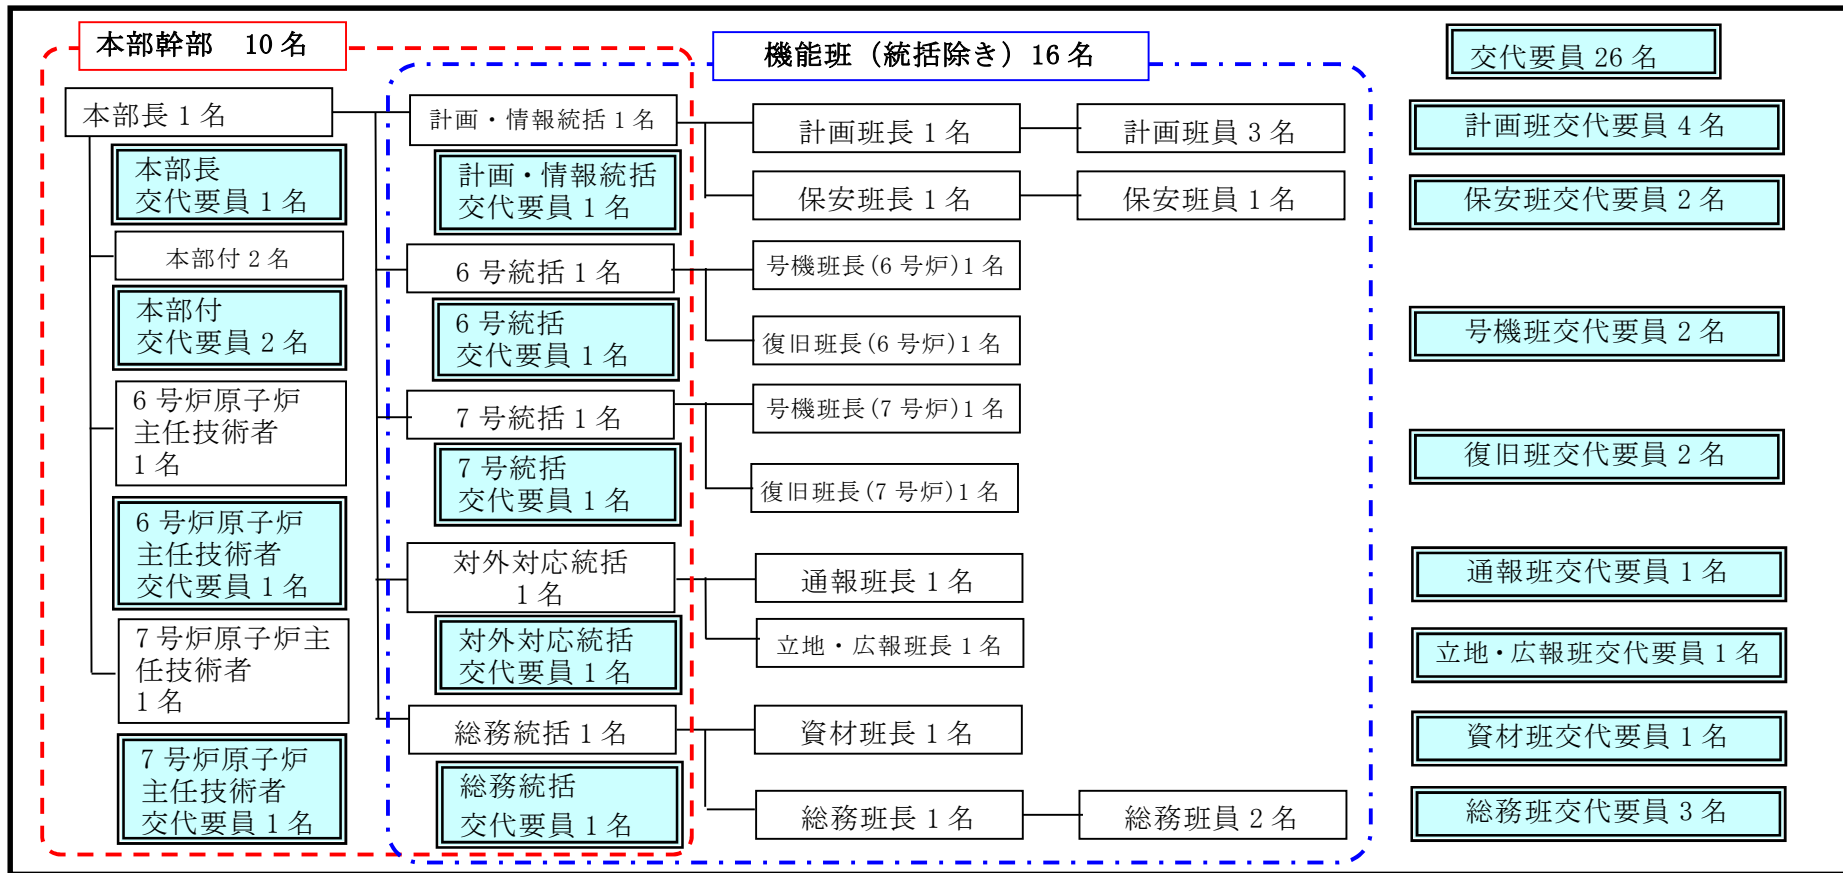 本部幹部　10名
機能班（統括除き）16名
交代要員 26 名
本部長 1 名
本部長
交代要員 1 名
本部付 2 名
本部付
交代要員 2 名
6 号炉原子炉
主任技術者
1 名
6 号炉原子炉
主任技術者
交代要員 1 名
7 号炉原子炉主
任技術者
1 名
7 号炉原子炉
主任技術者
交代要員 1 名
計画・情報統括 1 名
計画・情報統括
交代要員 1 名
6 号統括 1 名
6 号統括
交代要員 1 名
7 号統括 1 名
7 号統括
交代要員 1 名
対外対応統括
1 名
対外対応統括
交代要員 1 名
総務統括 1 名
総務統括
交代要員 1 名
計画班長 1 名
計画班員 3 名
保安班長 1 名
保安班員 1 名
号機班長(6 号炉)1 名
復旧班長(6 号炉)1 名
号機班長(7 号炉)1 名
復旧班長(7 号炉)1 名
通報班長 1 名
立地・広報班長 1 名
資材班長 1 名
総務班長 1 名
総務班員 2 名
計画班交代要員 4 名
保安班交代要員 2 名
号機班交代要員 2 名
復旧班交代要員 2 名
通報班交代要員 1 名
立地・広報班交代要員 1 名
資材班交代要員 1 名
総務班交代要員 3 名